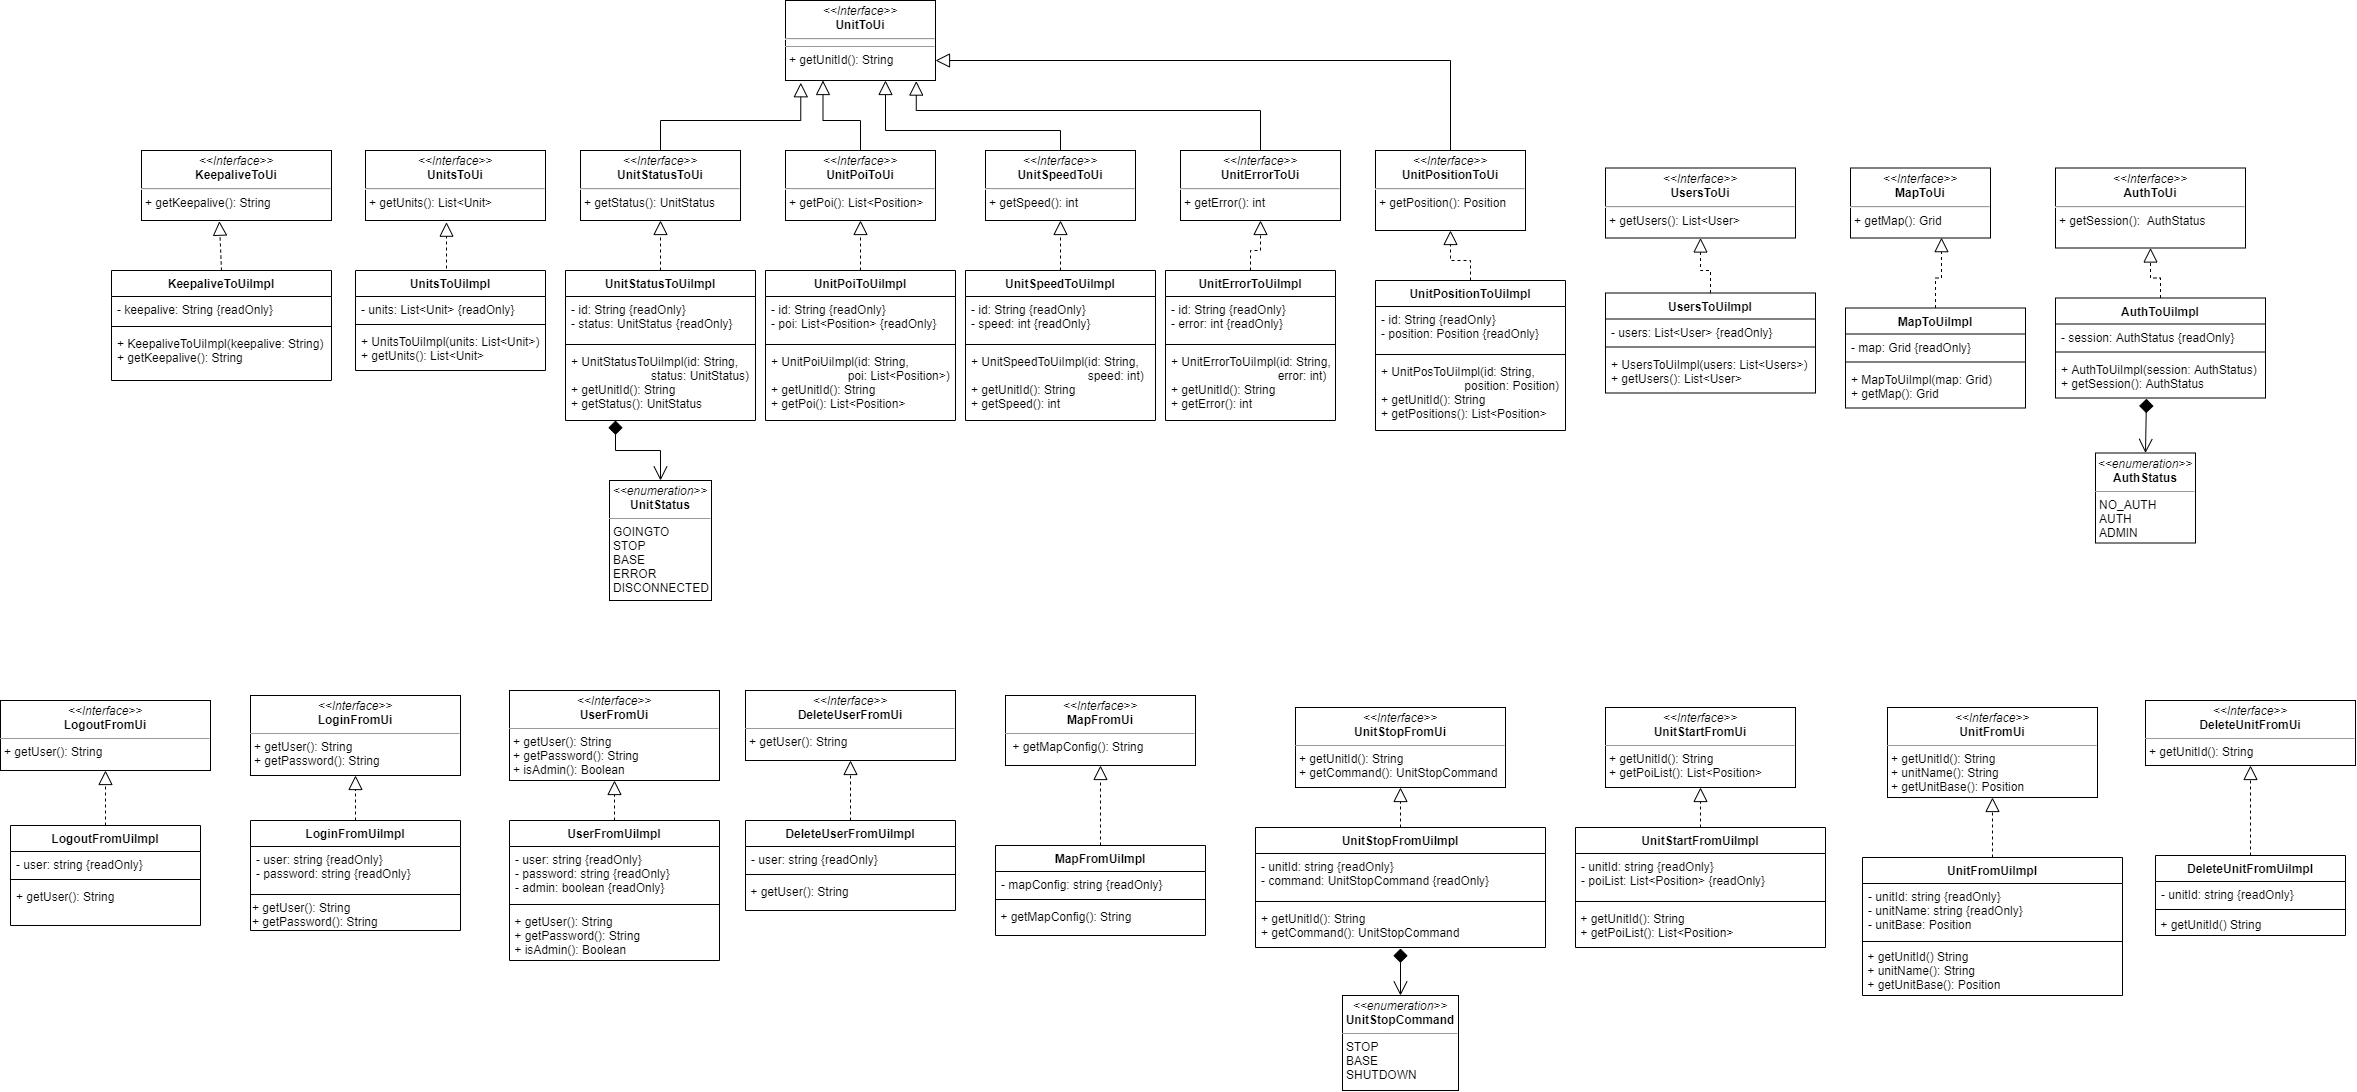 <<Interface>>
UnitToUi
+ getUnitId(): String
<<Interface>>
KeepaliveToUi
+ getKeepalive(): String
<<Interface>>
UnitsToUi
+ getUnits(): List<Unit>
<<Interface>>
UnitStatusToUi
+ getStatus(): UnitStatus
<<Interface>>
UnitPoiToUi
+ getPoi(): List<Position>
<<Interface>>
UnitSpeedToUi
+ getSpeed(): int
<<Interface>>
UnitErrorToUi
+ getError(): int
<<Interface>>
UnitPositionToUi
+ getPosition(): Position
<<Interface>>
UsersToUi
+ getUsers(): List<User>
<<Interface>>
MapToUi
+ getMap(): Grid
<<Interface>>
AuthToUi
+ getSession(): AuthStatus
KeepaliveToUiImpl
- keepalive: String {readOnly}
+ KeepaliveToUiImpl(keepalive: String)
+ getKeepalive(): String
UnitsToUiImpl
- units: List<Unit> {readOnly}
+ UnitsToUiImpl(units: List<Unit>)
+ getUnits(): List<Unit>
UnitStatusToUiImpl
- id: String {readOnly}
- status: UnitStatus {readOnly}
+ UnitStatusToUiImpl(id: String,
status: UnitStatus)
+ getUnitId(): String
+ getStatus(): UnitStatus
UnitPoiToUiImpl
- id: String {readOnly}
- poi: List<Position> {readOnly}
+ UnitPoiUiImpl(id: String,
poi: List<Position>)
+ getUnitId(): String
+ getPoi(): List<Position>
UnitSpeedToUiImpl
- id: String {readOnly}
- speed: int {readOnly}
+ UnitSpeedToUiImpl(id: String,
speed: int)
+ getUnitId(): String
+ getSpeed(): int
UnitErrorToUiImpl
- id: String {readOnly}
- error: int {readOnly}
+ UnitErrorToUiImpl(id: String,
error: int)
+ getUnitId(): String
+ getError(): int
UnitPositionToUiImpl
- id: String {readOnly}
- position: Position {readOnly}
+ UnitPosToUiImpl(id: String,
position: Position)
+ getUnitId(): String
+ getPositions(): List<Position>
UsersToUiImpl
- users: List<User> {readOnly}
+ UsersToUiImpl(users: List<Users>)
+ getUsers(): List<User>
MapToUiImpl
- map: Grid {readOnly}
+ MapToUiImpl(map: Grid)
+ getMap(): Grid
AuthToUiImpl
- session: AuthStatus {readOnly}
+ AuthToUiImpl(session: AuthStatus)
+ getSession(): AuthStatus
<<enumeration>>
UnitStatus
GOINGTO
STOP
BASE
ERROR
DISCONNECTED
<<enumeration>>
AuthStatus
NO_AUTH
AUTH
ADMIN
<<Interface>>
LogoutFromUi
+ getUser(): String
<<Interface>>
LoginFromUi
+ getUser(): String
+ getPassword(): String
<<Interface>>
UserFromUi
+ getUser(): String
+ getPassword(): String
+ isAdmin(): Boolean
<<Interface>>
DeleteUserFromUi
+ getUser(): String
<<Interface>>
MapFromUi
+ getMapConfig(): String
<<Interface>>
UnitStopFromUi
+ getUnitId(): String
+ getCommand(): UnitStopCommand
<<Interface>>
UnitStartFromUi
+ getUnitId(): String
+ getPoiList(): List<Position>
<<Interface>>
UnitFromUi
+ getUnitId(): String
+ unitName(): String
+ getUnitBase(): Position
<<Interface>>
DeleteUnitFromUi
+ getUnitId(): String
LogoutFromUiImpl
- user: string {readOnly}
+ getUser(): String
LoginFromUiImpl
- user: string {readOnly}
- password: string {readOnly}
+ getUser(): String
+ getPassword(): String
UserFromUiImpl
- user: string {readOnly}
- password: string {readOnly}
- admin: boolean {readOnly}
+ getUser(): String
+ getPassword(): String
+ isAdmin(): Boolean
DeleteUserFromUiImpl
- user: string {readOnly}
+ getUser(): String
MapFromUiImpl
- mapConfig: string {readOnly}
+ getMapConfig(): String
UnitStopFromUiImpl
- unitId: string {readOnly}
- command: UnitStopCommand {readOnly}
+ getUnitId(): String
+ getCommand(): UnitStopCommand
UnitStartFromUiImpl
- unitId: string {readOnly}
- poiList: List<Position> {readOnly}
+ getUnitId(): String
+ getPoiList(): List<Position>
UnitFromUiImpl
- unitId: string {readOnly}
- unitName: string {readOnly}
- unitBase: Position
+ getUnitId() String
+ unitName(): String
+ getUnitBase(): Position
DeleteUnitFromUiImpl
- unitId: string {readOnly}
+ getUnitId() String
<<enumeration>>
UnitStopCommand
STOP
BASE
SHUTDOWN